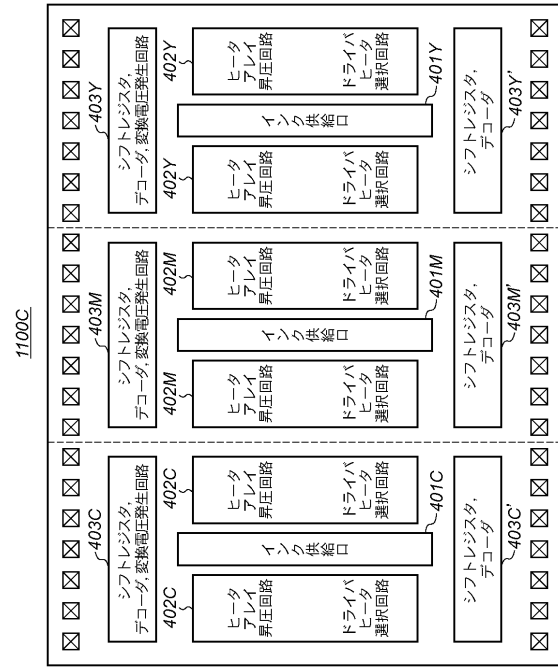 1100C
403C
シフトレジスタ,
デコーダ, 変換電圧発生回路
402C
402C
ヒータ
アレイ
昇圧回路
ドライバ
ヒータ
選択回路
インク供給口
ヒータ
アレイ
昇圧回路
ドライバ
ヒータ
選択回路
401C
シフトレジスタ,
デコーダ
403C'
403M
シフトレジスタ,
デコーダ, 変換電圧発生回路
402M
402M
ヒータ
アレイ
昇圧回路
ドライバ
ヒータ
選択回路
インク供給口
ヒータ
アレイ
昇圧回路
ドライバ
ヒータ
選択回路
401M
シフトレジスタ,
デコーダ
403M'
403Y
シフトレジスタ,
デコーダ, 変換電圧発生回路
402Y
402Y
ヒータ
アレイ
昇圧回路
ドライバ
ヒータ
選択回路
インク供給口
ヒータ
アレイ
昇圧回路
ドライバ
ヒータ
選択回路
401Y
シフトレジスタ,
デコーダ
403Y'